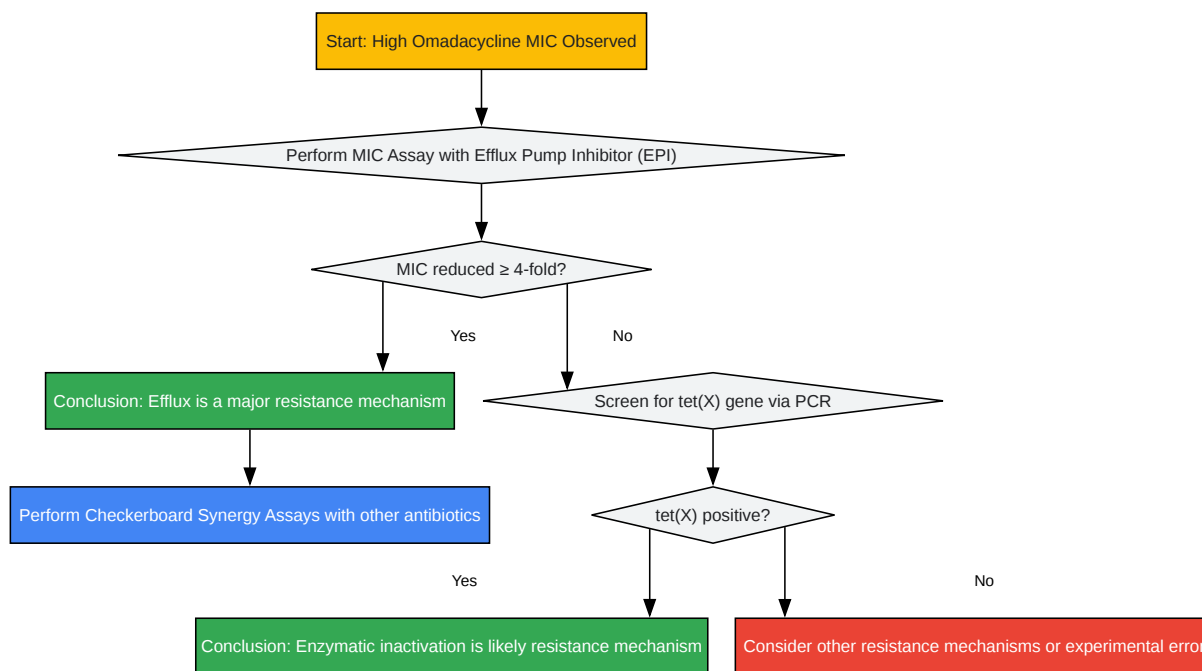 Start: High Omadacycline MIC Observed
Perform MIC Assay with Efflux Pump Inhibitor (EPI)
MIC reduced ≥ 4-fold?
Yes
No
Conclusion: Efflux is a major resistance mechanism
Screen for tet(X) gene via PCR
Perform Checkerboard Synergy Assays with other antibiotics
tet(X) positive?
Yes
No
Conclusion: Enzymatic inactivation is likely resistance mechanism
Consider other resistance mechanisms or experimental error